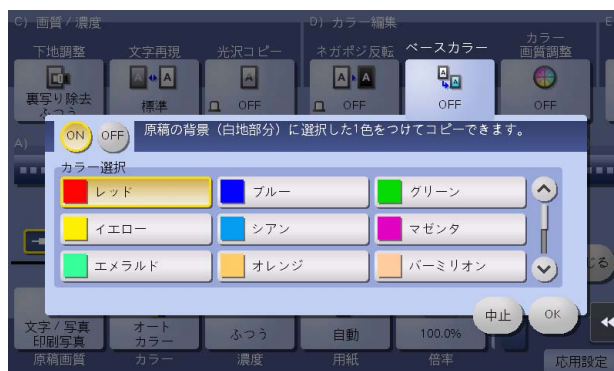 C) 画質 / 濃度
D) カラー編集
E
下地調整
文字再現
光沢コピー
ネガポジ反転
ベースカラー
カラー
画質調整
裏写り除去
ふつう
標準
OFF
OFF
OFF
OFF
A)
ON
OFF
原稿の背景（白地部分）に選択した1色をつけてコピーできます。
カラー選択
レッド
ブルー
グリーン
イエロー
シアン
マゼンタ
エメラルド
オレンジ
バーミリオン
じる
中止
OK
文字 / 写真
印刷写真
オート
カラー
ふつう
自動
100.0%
原稿画質
カラー
濃度
用紙
倍率
応用設定